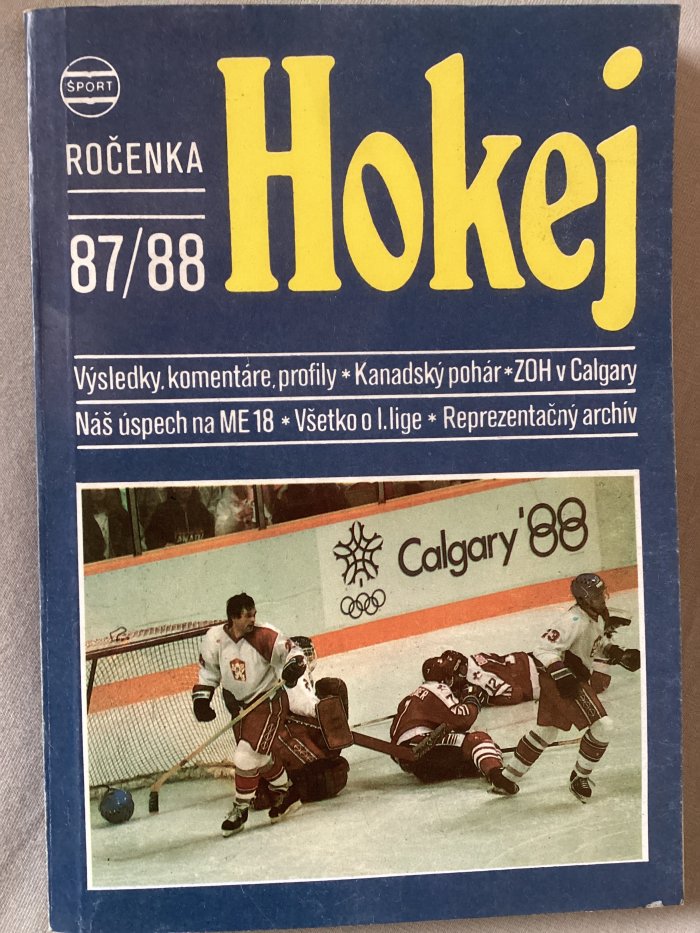 ŠPORT
ROČENKA
87/88
Hokej
Výsledky, komentáre, profily * Kanadský pohár * ZOH v Calgary
Náš úspech na ME 18 * Všetko o I. lige * Reprezentačný archív
Calgary '88